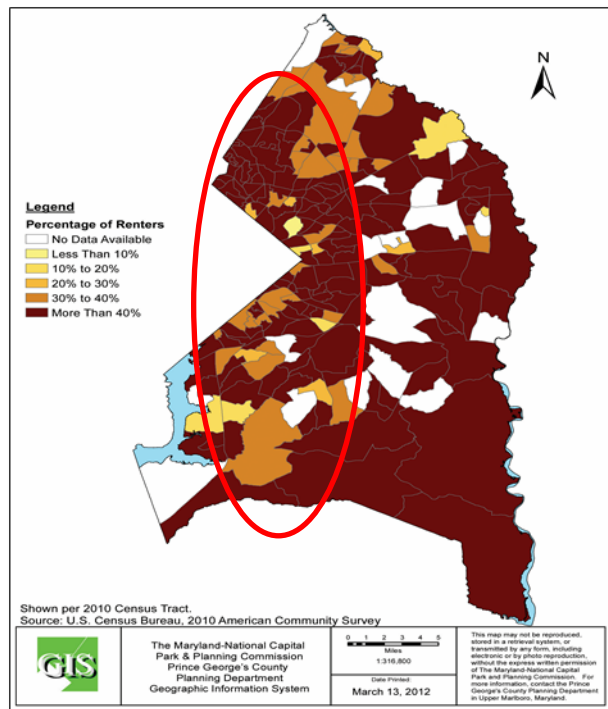 N
Legend
Percentage of Renters
No Data Available
Less Than 10%
10% to 20%
20% to 30%
30% to 40%
More Than 40%
Shown per 2010 Census Tract.
Source: U.S. Census Bureau, 2010 American Community Survey
GIS
The Maryland-National Capital
Park & Planning Commission
Prince George's County
Planning Department
Geographic Information System
0 1 2 3 4 5
Miles
1:316,800
Date Printed:
March 13, 2012
This map may not be reproduced,
stored in a retrieval system, or
transmitted by any form, including
electronic or by photo reproduction,
without the express written permission
of The Maryland-National Capital
Park and Planning Commission. For
more information, contact the Prince
George's County Planning Department
in Upper Marlboro, Maryland.